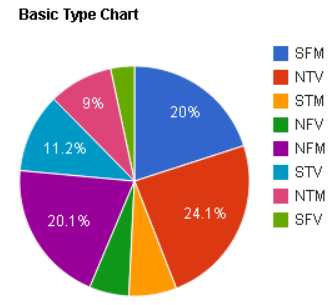 Basic Type Chart
SFM
NTV
STM
NFV
NFM
STV
NTM
SFV
20%
24.1%
20.1%
11.2%
9%